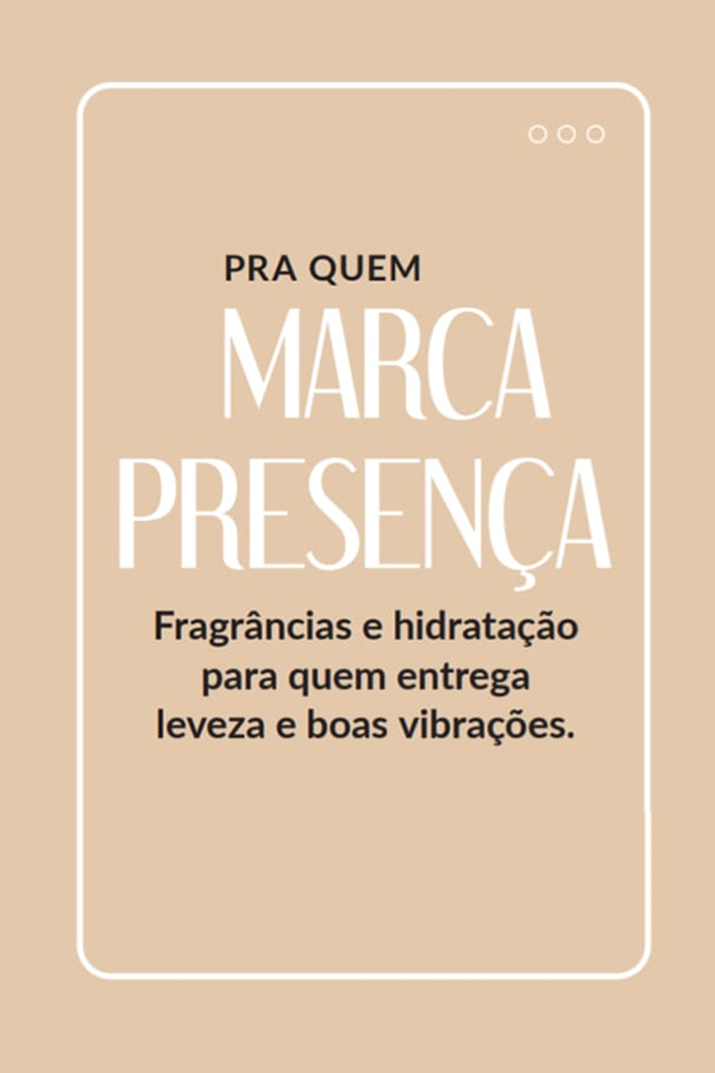 PRA QUEM
MARCA
PRESENÇA
Fragrâncias e hidratação
para quem entrega
leveza e boas vibrações.